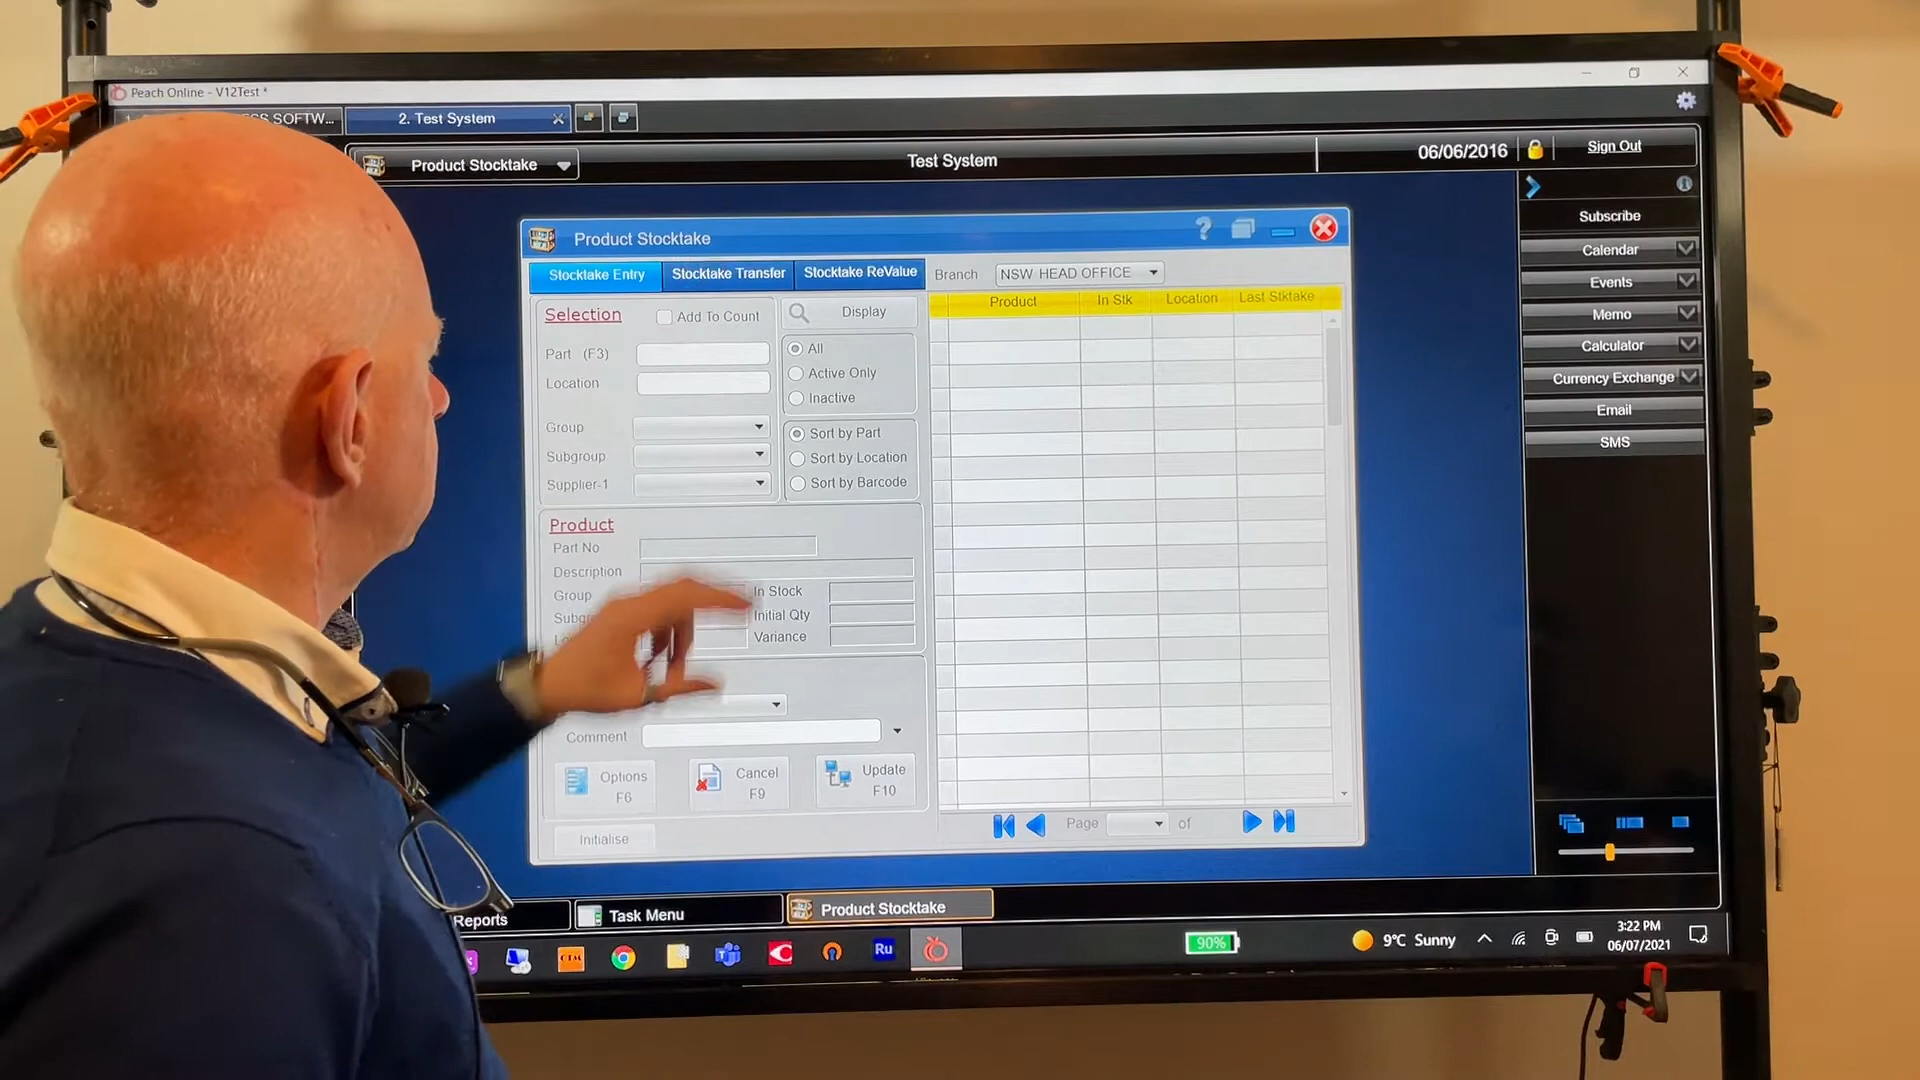 Peach Online - V12Test *
SS SOFTW...
2. Test System
Product Stocktake
Test System
06/06/2016
Sign Out
Product Stocktake
?
Stocktake Entry
Stocktake Transfer
Stocktake ReValue
Branch
NSW HEAD OFFICE
Selection
Add To Count
Display
Part (F3)
Location
Group
Subgroup
Supplier-1
All
Active Only
Inactive
Sort by Part
Sort by Location
Sort by Barcode
Product
In Stk
Location
Last Stktake
Product
Part No
Description
Group
In Stock
Subgr
Initial Qty
Variance
Comment
Options
F6
Cancel
F9
Update
F10
Initialise
Page
of
Subscribe
Calendar
Events
Memo
Calculator
Currency Exchange
Email
SMS
Reports
Task Menu
Product Stocktake
Ru
90%
9°C Sunny
3:22 PM
06/07/2021